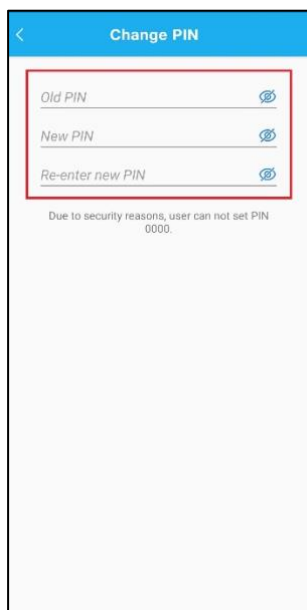 Change PIN
Old PIN
New PIN
Re-enter new PIN
Due to security reasons, user can not set PIN
0000.